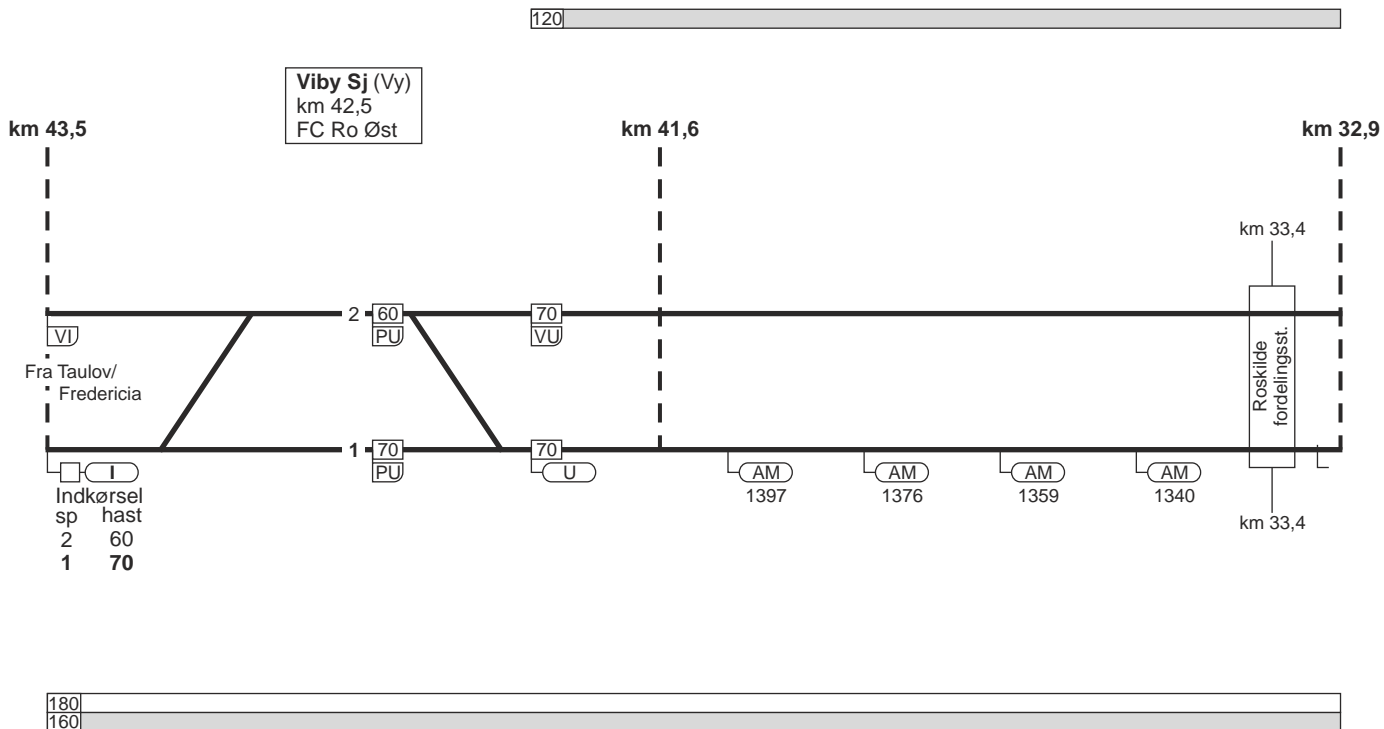 120
Viby Sj (Vy)
km 42,5
FC Ro Øst
km 43,5
km 41,6
km 32,9
km 33,4
2
60
70
VI
PU
VU
Fra Taulov/
Fredericia
Roskilde
fordelingsst.
1
70
70
I
PU
U
AM
AM
AM
AM
Indkørsel
1397
1376
1359
1340
sp hast
km 33,4
2 60
1 70
180
160